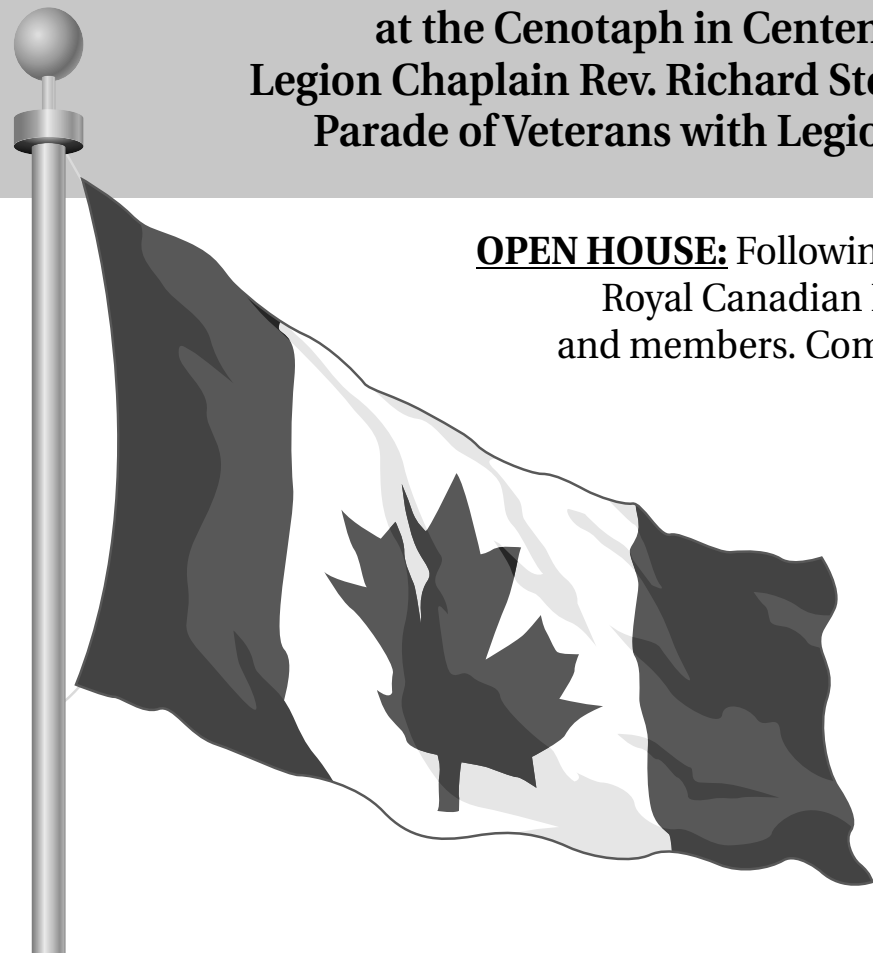 at the Cenotaph in Centen
Legion Chaplain Rev. Richard Ste
Parade of Veterans with Legio
OPEN HOUSE: Followin
Royal Canadian
and members. Com